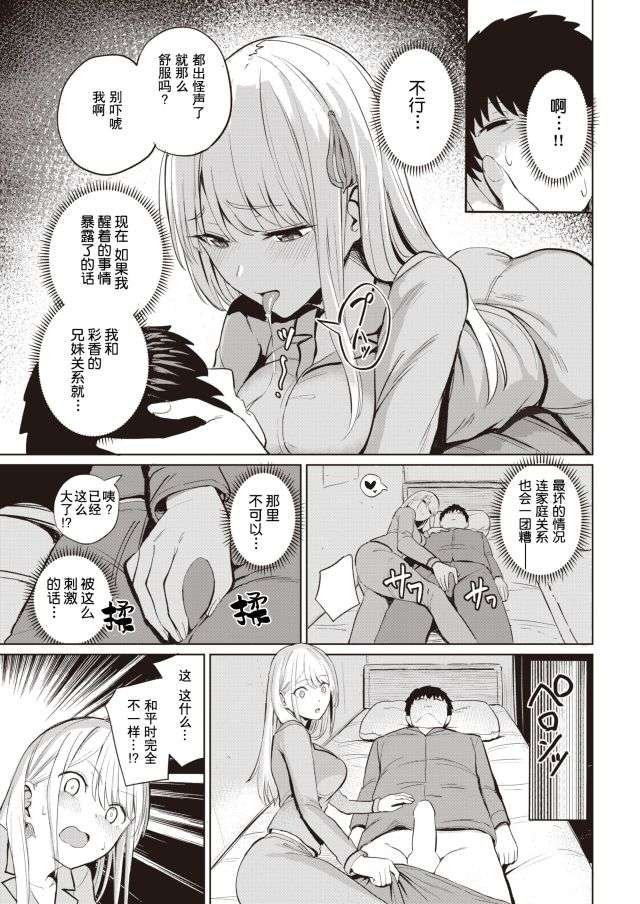 啊…!!
不行…
都出怪声了
就那么
舒服吗？
别吓唬
我啊
现在 如果我
醒着的事情
暴露了的话
我和
彩香的
兄妹关系就…
ペロッ
最坏的情况
连家庭关系
也会一团糟
サワ
サワ
那里
不可以…
咦？
已经
这么
大了!?
被这么
刺激
的话…
揉
揉
ペロンッ
这 这什么…
和平时完全
不一样…!?